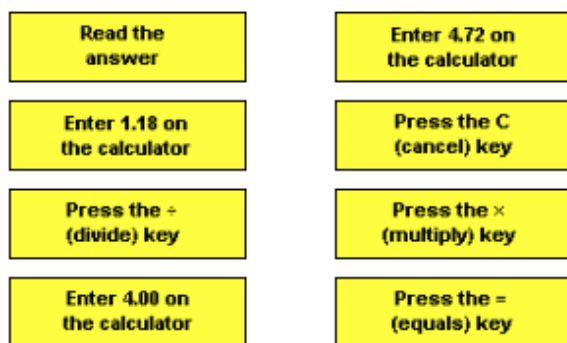 Read the
answer
Enter 4.72 on
the calculator
Enter 1.18 on
the calculator
Press the C
(cancel) key
Press the ÷
(divide) key
Press the ×
(multiply) key
Enter 4.00 on
the calculator
Press the =
(equals) key